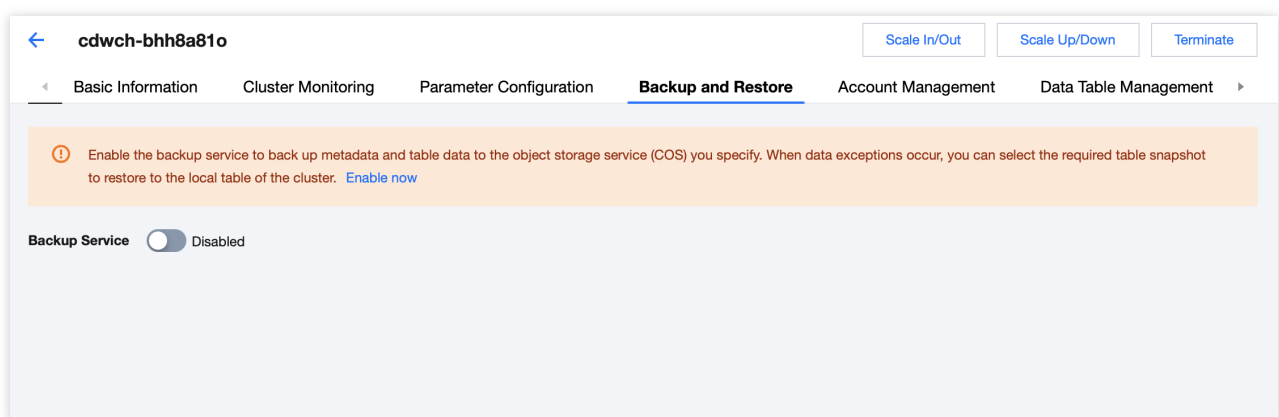 cdwch-bhh8a81o
Scale In/Out
Scale Up/Down
Terminate
Basic Information
Cluster Monitoring
Parameter Configuration
Backup and Restore
Account Management
Data Table Management
Enable the backup service to back up metadata and table data to the object storage service (COS) you specify. When data exceptions occur, you can select the required table snapshot
to restore to the local table of the cluster. Enable now
Backup Service Disabled